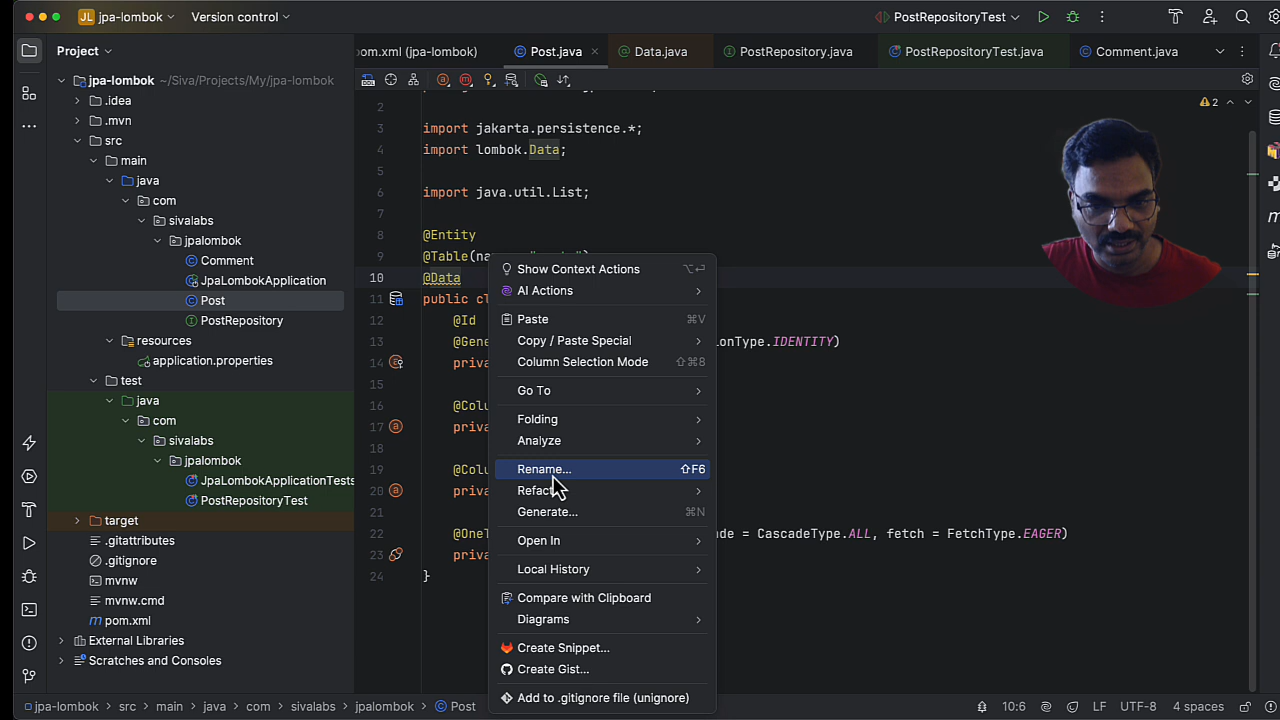 JL jpa-lombok Version control PostRepositoryTest
Project
om.xml (jpa-lombok) Post.java Data.java PostRepository.java PostRepositoryTest.java Comment.java
jpa-lombok ~/Siva/Projects/My/jpa-lombok
.idea
.mvn
src
main
java
com
sivalabs
jpalombok
Comment
JpaLombokApplication
Post
PostRepository
resources
application.properties
test
java
com
sivalabs
jpalombok
JpaLombokApplicationTests
PostRepositoryTest
target
.gitattributes
.gitignore
mvnw
mvnw.cmd
pom.xml
External Libraries
Scratches and Consoles
2
2
3 import jakarta.persistence.*;
4 import lombok.Data;
5
6 import java.util.List;
7
8 @Entity
9 @Table(na
10 @Data
11 public cl
12 @Id
13 @Gene ionType.IDENTITY)
14 priva
15
16 @Colu
17 priva
18
19 @Colu
20 priva
21
22 @OneT de = CascadeType.ALL, fetch = FetchType.EAGER)
23 priva
24 }
Show Context Actions ⌥⏎
AI Actions
Paste ⌘V
Copy / Paste Special
Column Selection Mode ⇧⌘8
Go To
Folding
Analyze
Rename... ⇧F6
Refac
Generate... ⌘N
Open In
Local History
Compare with Clipboard
Diagrams
Create Snippet...
Create Gist...
Add to .gitignore file (unignore)
jpa-lombok > src > main > java > com > sivalabs > jpalombok > Post 10:6 LF UTF-8 4 spaces